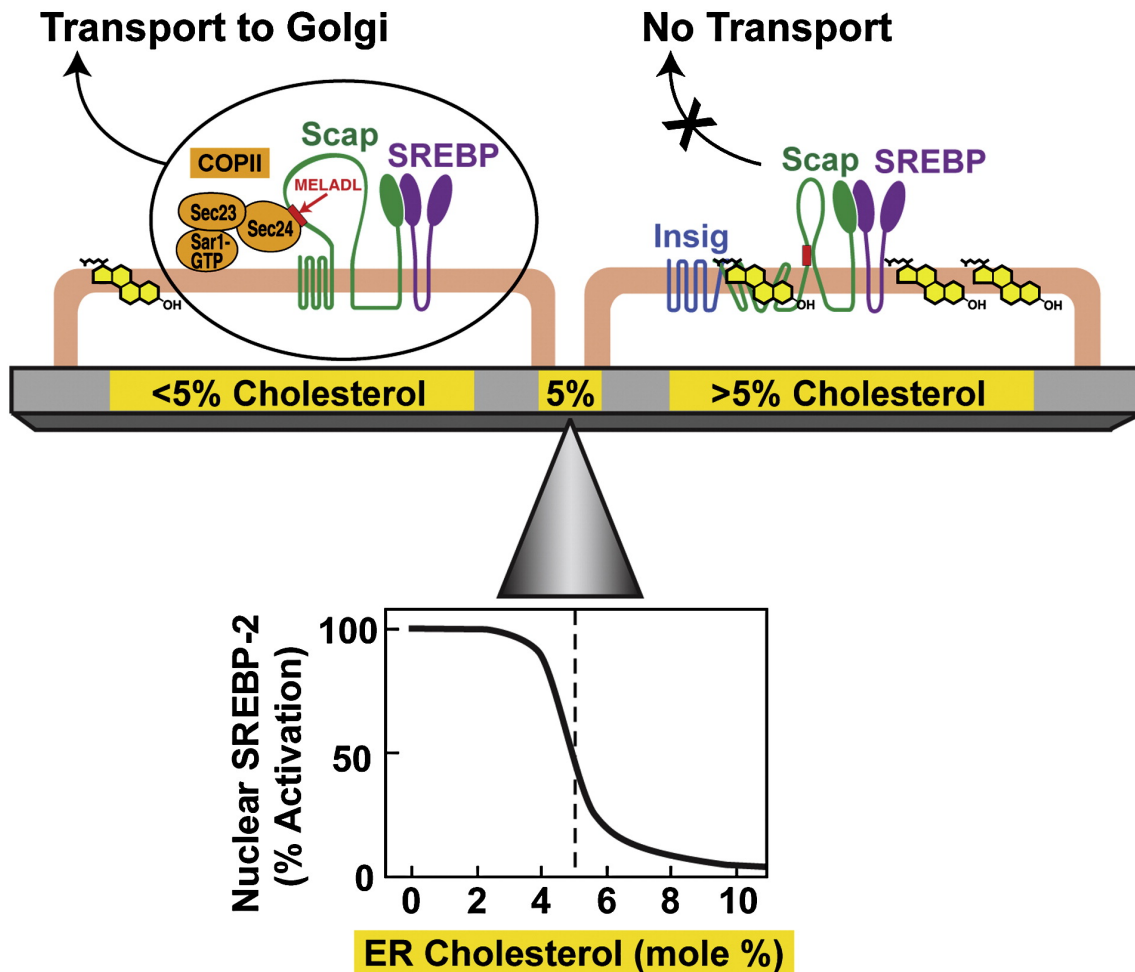 Transport to Golgi
No Transport
Scap
COPII
SREBP
MELADL
Sec23
Sec24
Sar1-
GTP
OH
Scap
SREBP
Insig
OH
OH
OH
<5% Cholesterol
5%
>5% Cholesterol
Nuclear SREBP-2
(% Activation)
100
50
0
0 2 4 6 8 10
ER Cholesterol (mole %)